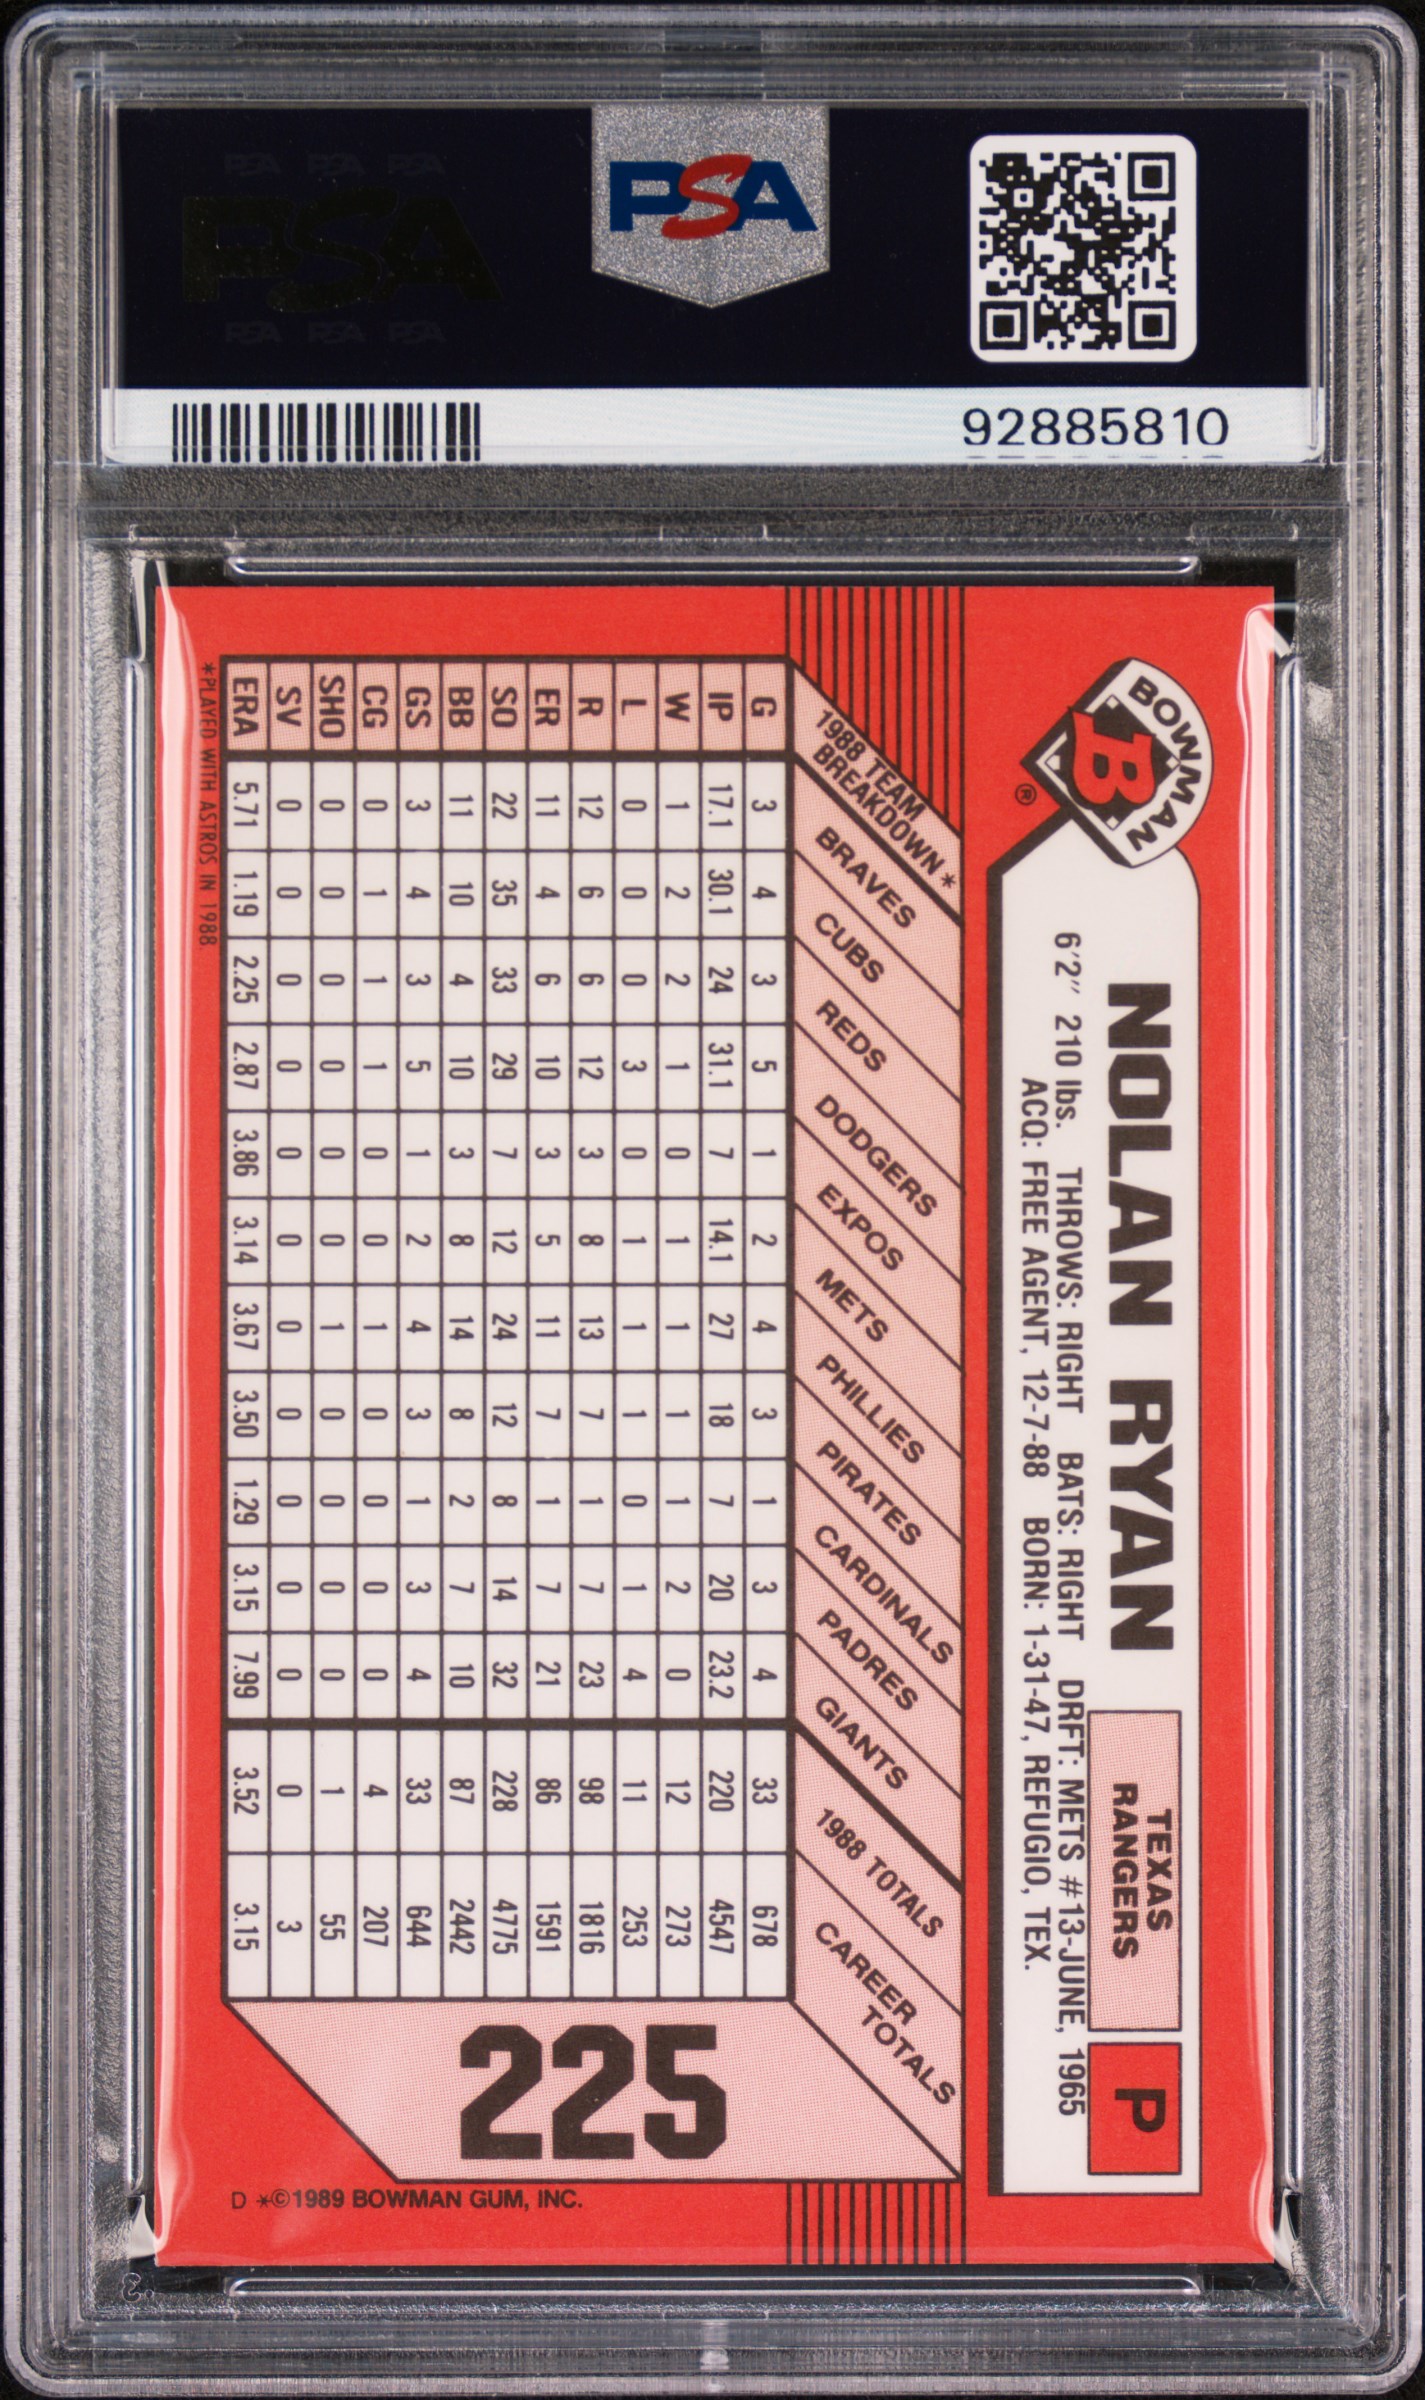 PSA PSA PSA
PSA
PSA PSA PSA
PSA
92885810
BOWMAN
B
®
NOLAN RYAN
TEXAS
RANGERS
P
6'2" 210 lbs. THROWS: RIGHT BATS: RIGHT DRFT: METS #13-JUNE, 1965
ACQ: FREE AGENT, 12-7-88 BORN: 1-31-47, REFUGIO, TEX.
1988 TEAM
BREAKDOWN*
BRAVES
CUBS
REDS
DODGERS
EXPOS
METS
PHILLIES
PIRATES
CARDINALS
PADRES
GIANTS
1988 TOTALS
CAREER
TOTALS
G 3 4 3 5 1 2 4 3 1 3 4 33 678
IP 17.1 30.1 24 31.1 7 14.1 27 18 7 20 23.2 220 4547
W 1 2 2 1 0 1 1 1 1 2 0 12 273
L 0 0 0 3 0 1 1 1 0 1 4 11 253
R 12 6 6 12 3 8 13 7 1 7 23 98 1816
ER 11 4 6 10 3 5 11 7 1 7 21 86 1591
SO 22 35 33 29 7 12 24 12 8 14 32 228 4775
BB 11 10 4 10 3 8 14 8 2 7 10 87 2442
GS 3 4 3 5 1 2 4 3 1 3 4 33 644
CG 0 1 1 1 0 0 1 0 0 0 0 4 207
SHO 0 0 0 0 0 0 1 0 0 0 0 1 55
SV 0 0 0 0 0 0 0 0 0 0 0 0 3
ERA 5.71 1.19 2.25 2.87 3.86 3.14 3.67 3.50 1.29 3.15 7.99 3.52 3.15
*PLAYED WITH ASTROS IN 1988.
225
D *©1989 BOWMAN GUM, INC.